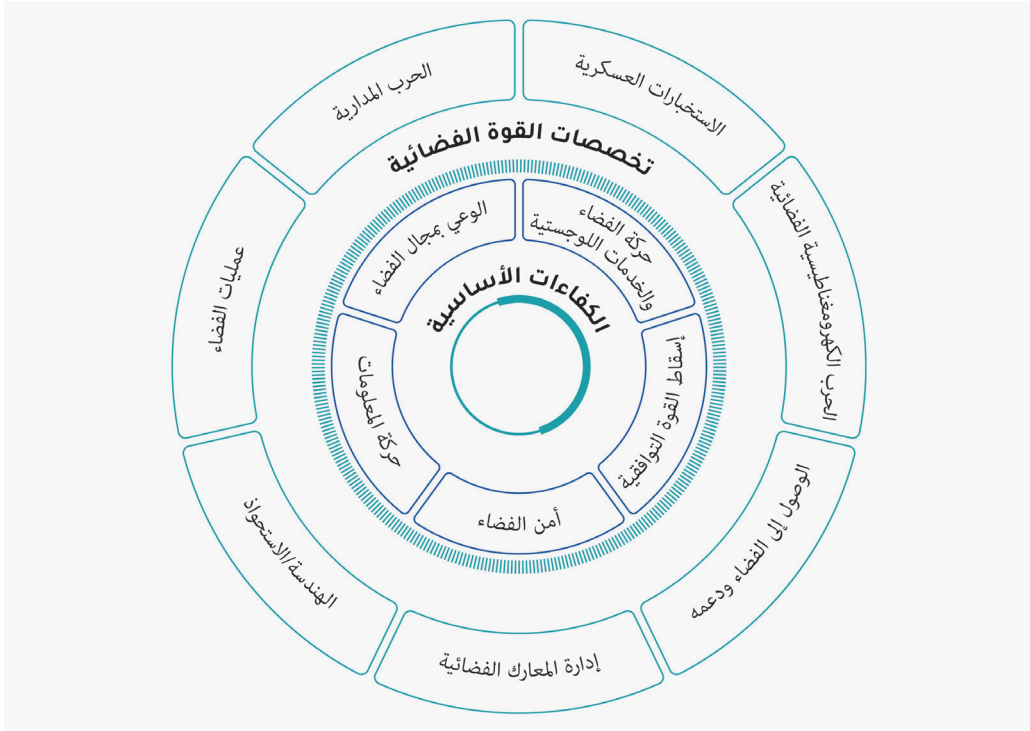 تخصصات القوة الفضائية
الاستخبارات العسكرية
الحرب الكهرومغناطيسية الفضائية
الوصول إلى الفضاء ودعمه
إدارة المعارك الفضائية
الهندسة/الاستحواذ
عمليات الفضاء
الحرب المدارية
الكفاءات الأساسية
حركة الفضاء
والخدمات اللوجستية
أسقاط القوة التوافقية
أمن الفضاء
حركة المعلومات
الوعي بمجال الفضاء